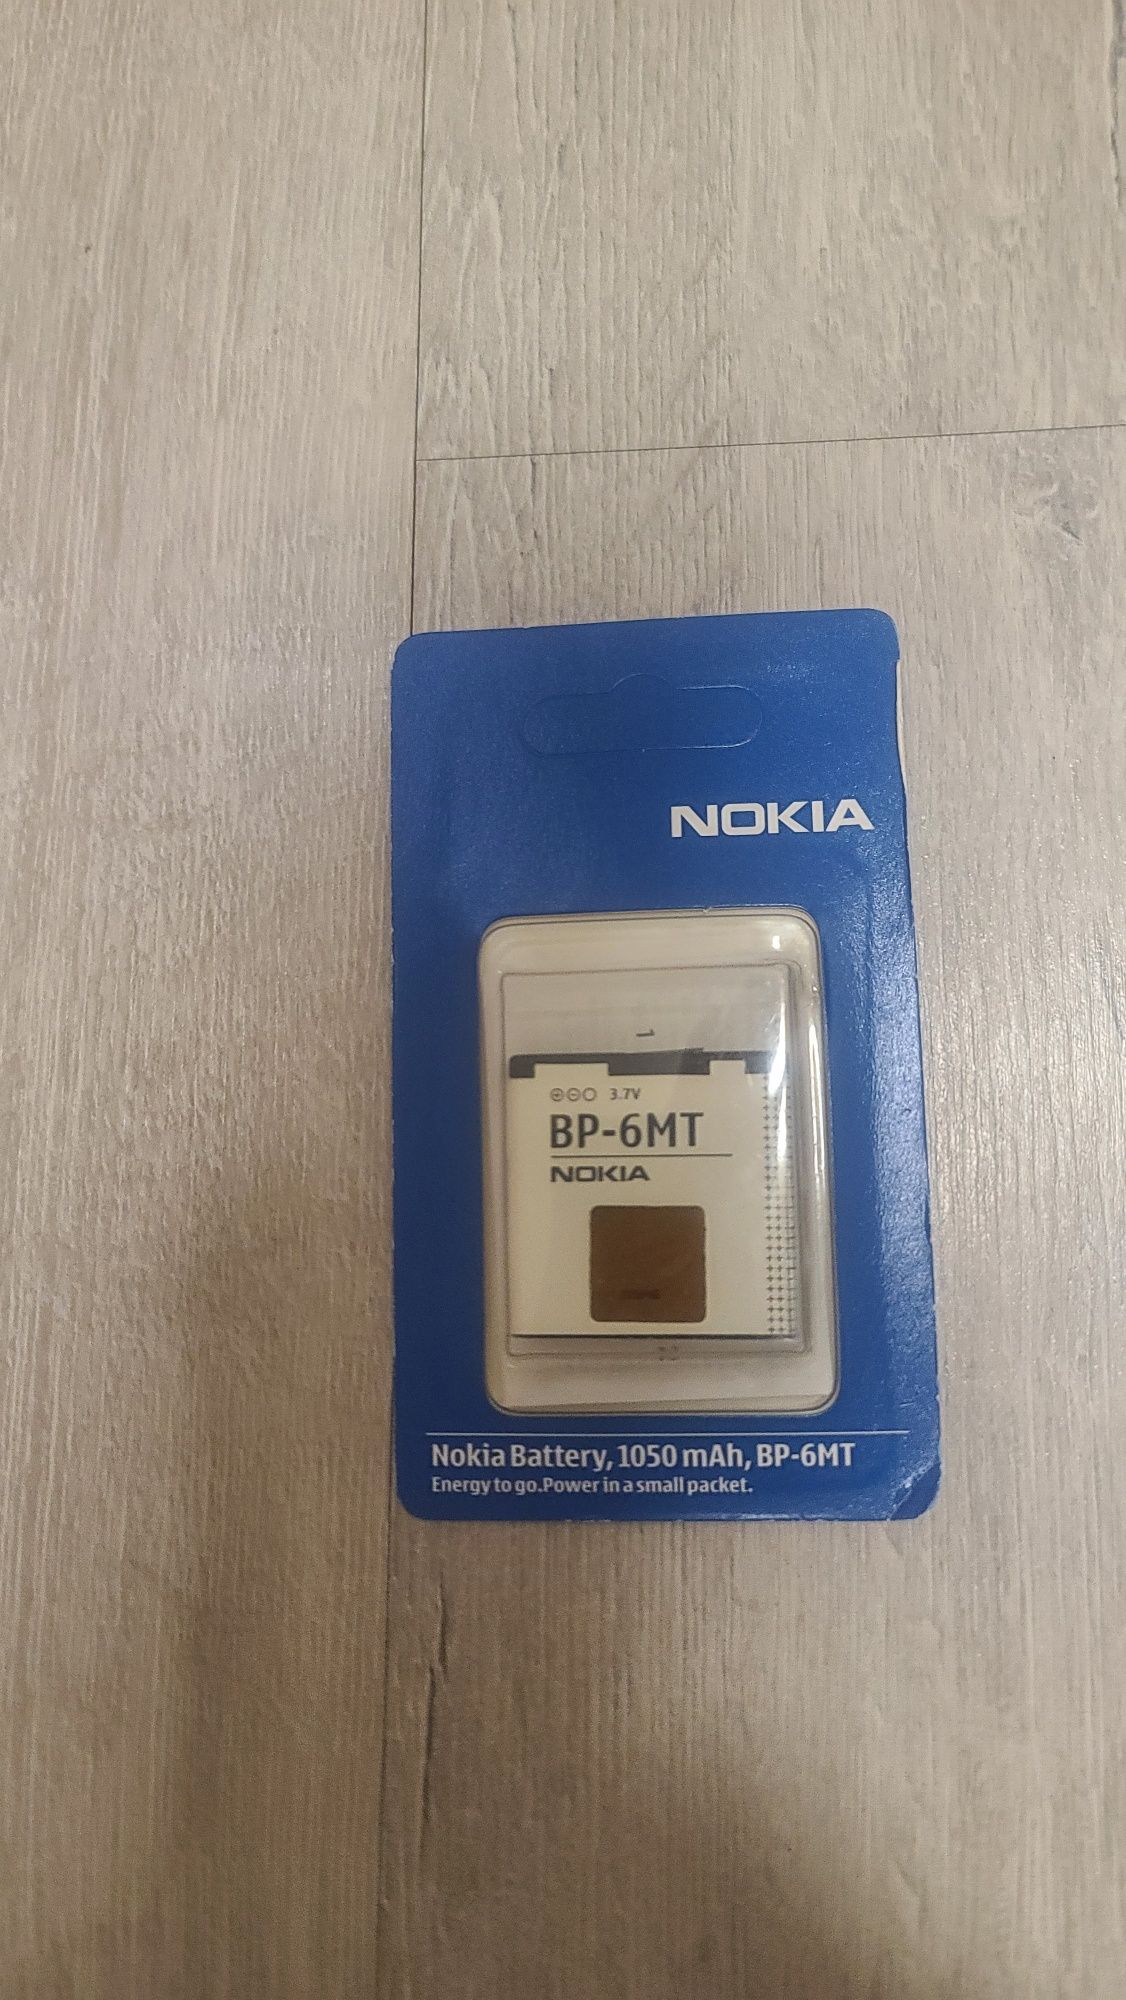 NOKIA
1
3.7V
BP-6MT
NOKIA
Nokia Battery, 1050 mAh, BP-6MT
Energy to go.Power in a small packet.